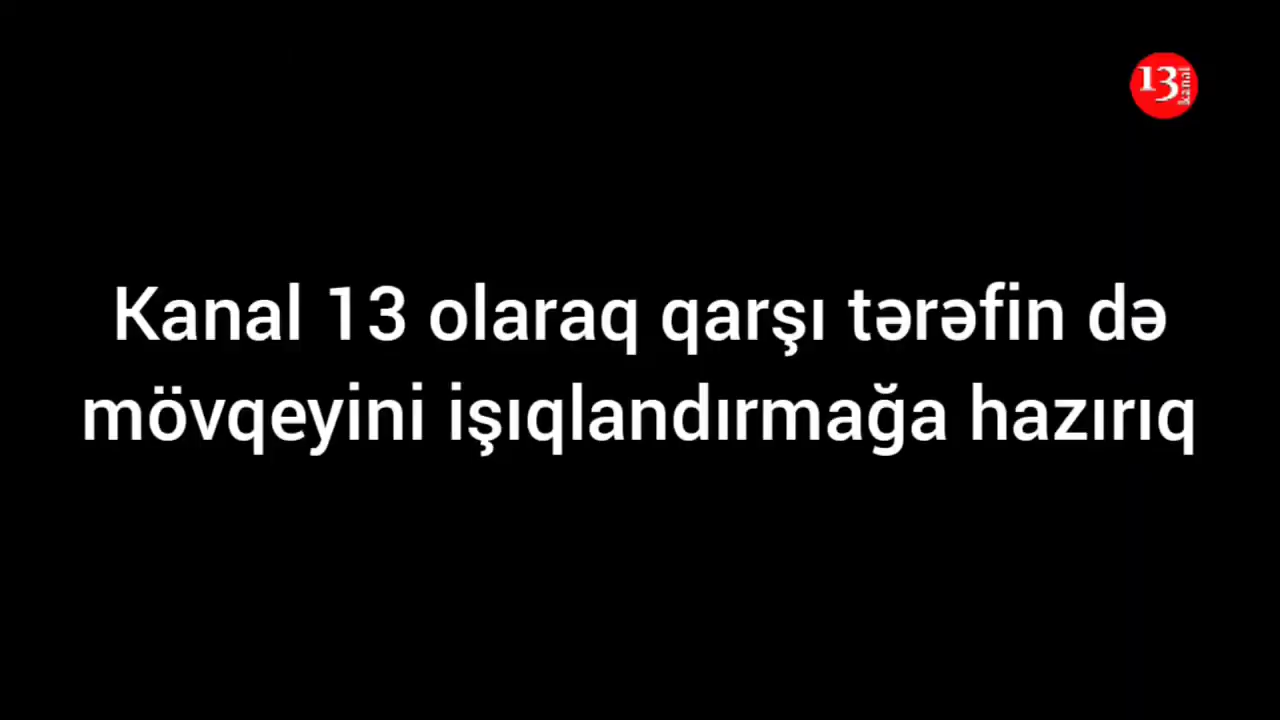 13 kanal
Kanal 13 olaraq qarşı tərəfin də
mövqeyini işıqlandırmağa hazırıq